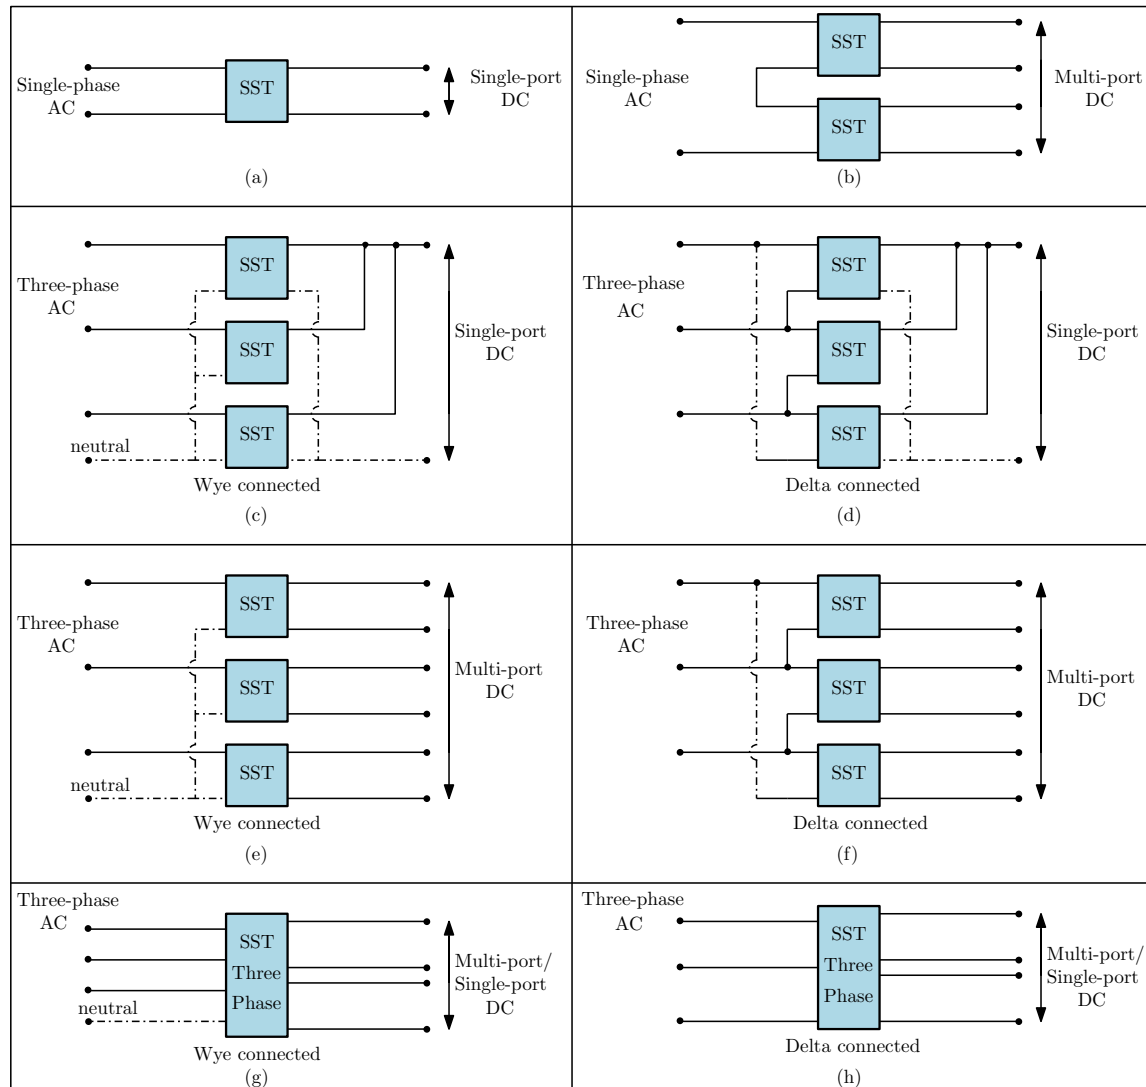 Single-phase
AC
SST
Single-port
DC
(a)
Single-phase
AC
SST
SST
Multi-port
DC
(b)
Three-phase
AC
neutral
SST
SST
SST
Single-port
DC
Wye connected
(c)
Three-phase
AC
SST
SST
SST
Single-port
DC
Delta connected
(d)
Three-phase
AC
neutral
SST
SST
SST
Multi-port
DC
Wye connected
(e)
Three-phase
AC
SST
SST
SST
Multi-port
DC
Delta connected
(f)
Three-phase
AC
neutral
SST
Three
Phase
Multi-port/
Single-port
DC
Wye connected
(g)
Three-phase
AC
SST
Three
Phase
Multi-port/
Single-port
DC
Delta connected
(h)